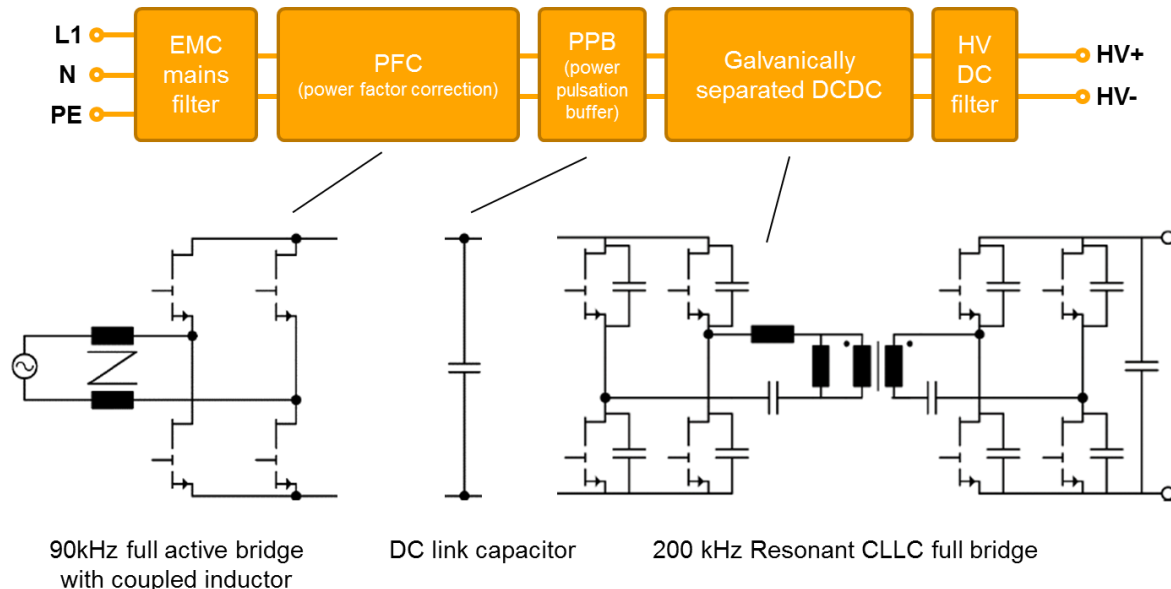 L1
N
PE
EMC
mains
filter
PFC
(power factor correction)
PPB
(power
pulsation
buffer)
Galvanically
separated DCDC
HV
DC
filter
HV+
HV-
90kHz full active bridge
with coupled inductor
DC link capacitor
200 kHz Resonant CLLC full bridge